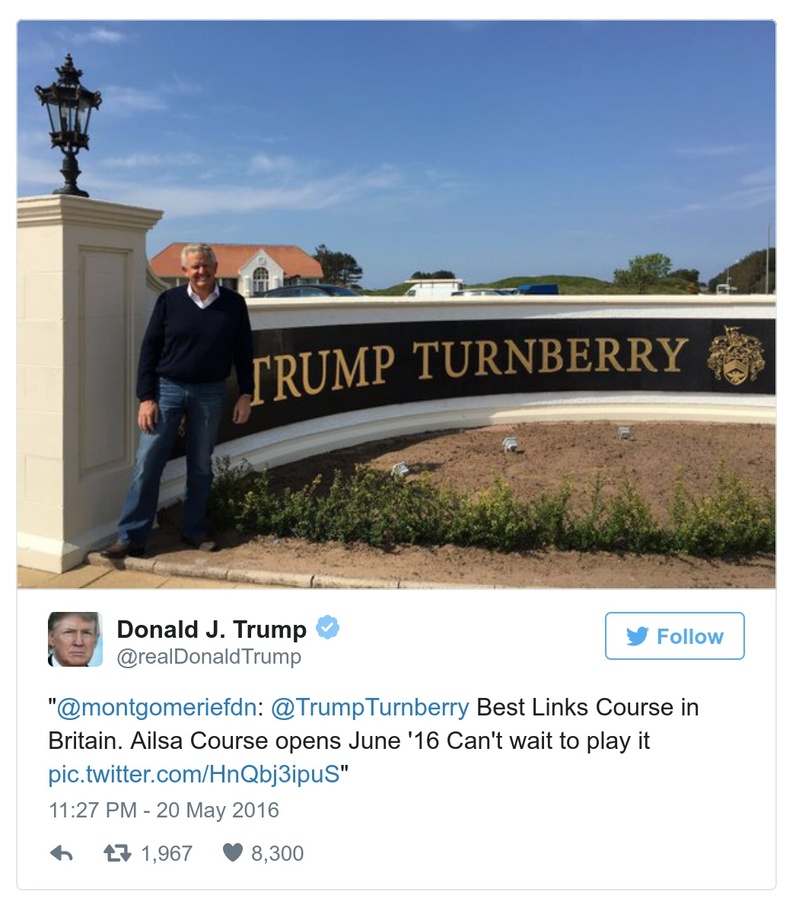 TRUMP TURNBERRY
Donald J. Trump
@realDonaldTrump
Follow
"@montgomeriefdn: @TrumpTurnberry Best Links Course in
Britain. Ailsa Course opens June '16 Can't wait to play it
pic.twitter.com/HnQbj3ipuS"
11:27 PM - 20 May 2016
1,967 8,300